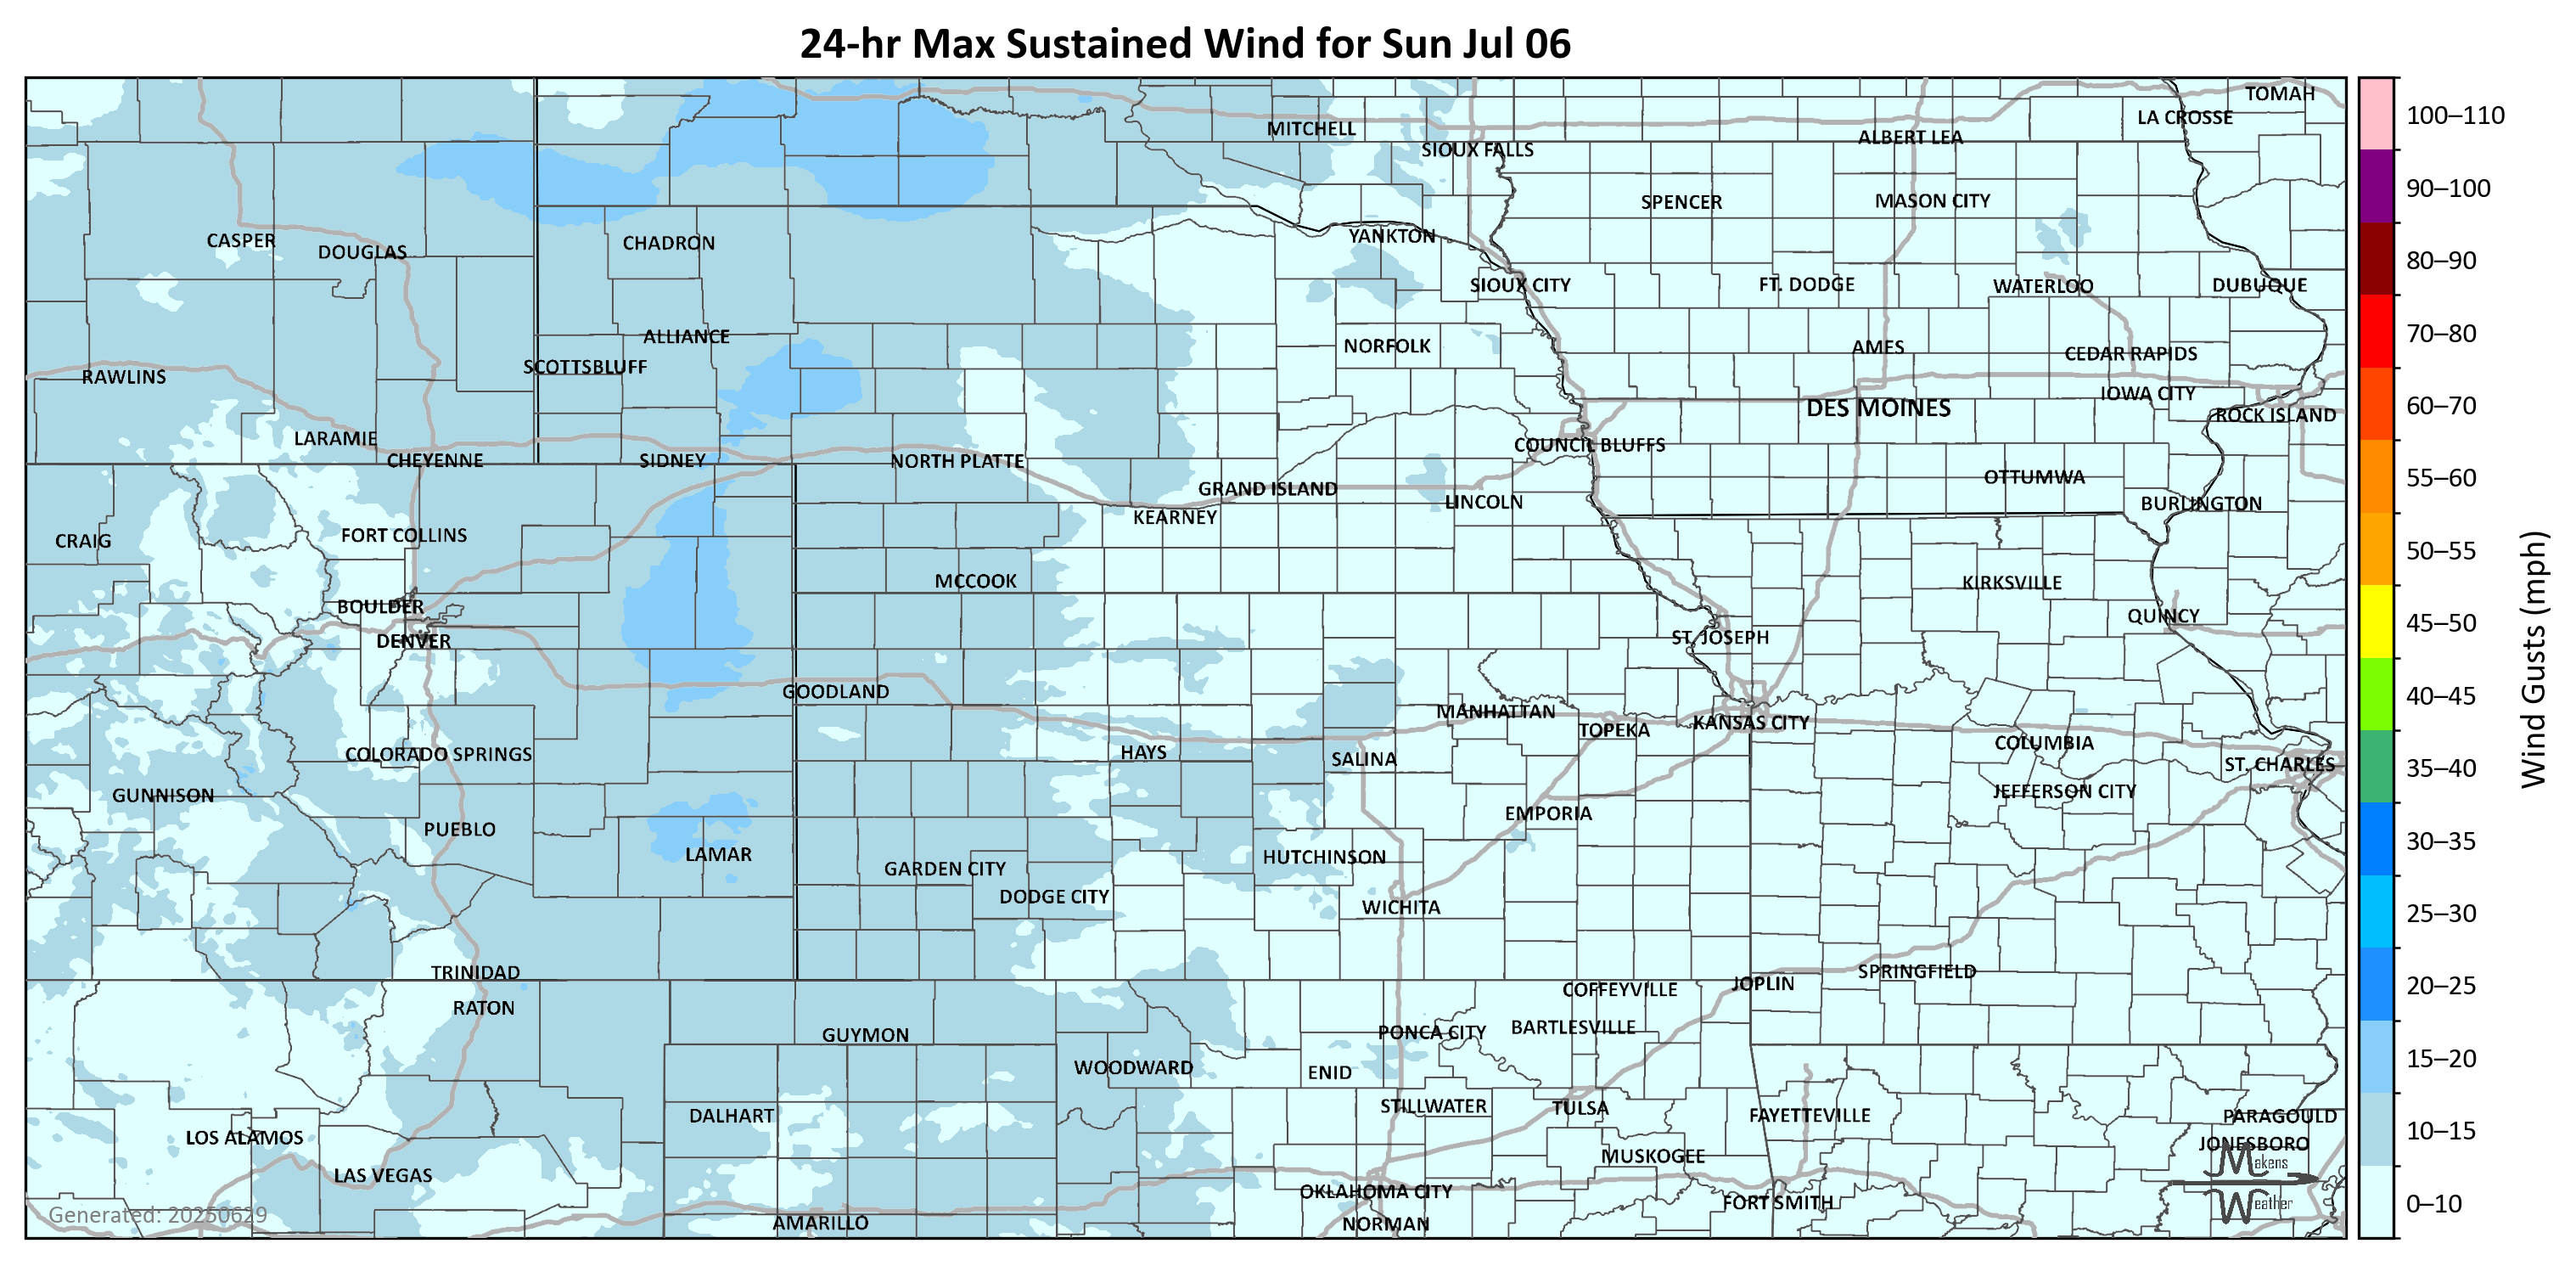 24-hr Max Sustained Wind for Sun Jul 06
TOMAH
LA CROSSE
MITCHELL
ALBERT LEA
SIOUX FALLS
SPENCER
MASON CITY
CASPER
DOUGLAS
CHADRON
YANKTON
SIOUX CITY
FT. DODGE
WATERLOO
DUBUQUE
ALLIANCE
NORFOLK
AMES
CEDAR RAPIDS
SCOTTSBLUFF
RAWLINS
IOWA CITY
DES MOINES
ROCK ISLAND
LARAMIE
COUNCIL BLUFFS
CHEYENNE
SIDNEY
NORTH PLATTE
OTTUMWA
GRAND ISLAND
LINCOLN
BURLINGTON
KEARNEY
CRAIG
FORT COLLINS
MCCOOK
KIRKSVILLE
BOULDER
QUINCY
DENVER
ST. JOSEPH
GOODLAND
MANHATTAN
TOPEKA
KANSAS CITY
COLUMBIA
COLORADO SPRINGS
HAYS
SALINA
ST. CHARLES
GUNNISON
JEFFERSON CITY
EMPORIA
PUEBLO
LAMAR
HUTCHINSON
GARDEN CITY
DODGE CITY
WICHITA
TRINIDAD
SPRINGFIELD
JOPLIN
COFFEYVILLE
RATON
GUYMON
PONCA CITY
BARTLESVILLE
WOODWARD
ENID
STILLWATER
TULSA
DALHART
FAYETTEVILLE
PARAGOULD
LOS ALAMOS
JONESBORO
LAS VEGAS
MUSKOGEE
OKLAHOMA CITY
FORT SMITH
AMARILLO
NORMAN
Generated: 20250629
Makens
Weather
100–110
90–100
80–90
70–80
60–70
55–60
50–55
45–50
40–45
35–40
30–35
25–30
20–25
15–20
10–15
0–10
Wind Gusts (mph)